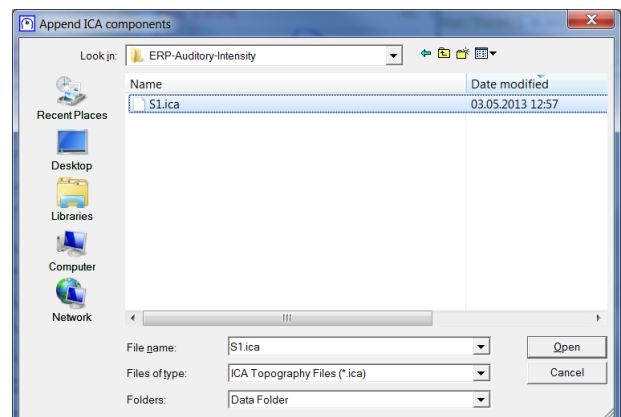 Append ICA components
Look in: ERP-Auditory-Intensity
Name Date modified
S1.ica 03.05.2013 12:57
Recent Places
Desktop
Libraries
Computer
Network
File name: S1.ica Open
Files of type: ICA Topography Files (*.ica) Cancel
Folders: Data Folder